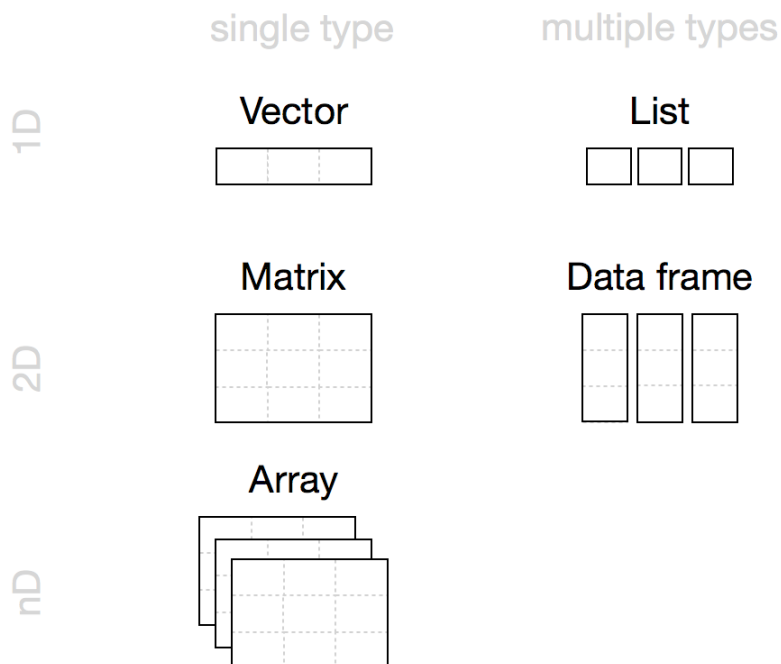 single type
multiple types
1D
Vector
List
2D
Matrix
Data frame
nD
Array